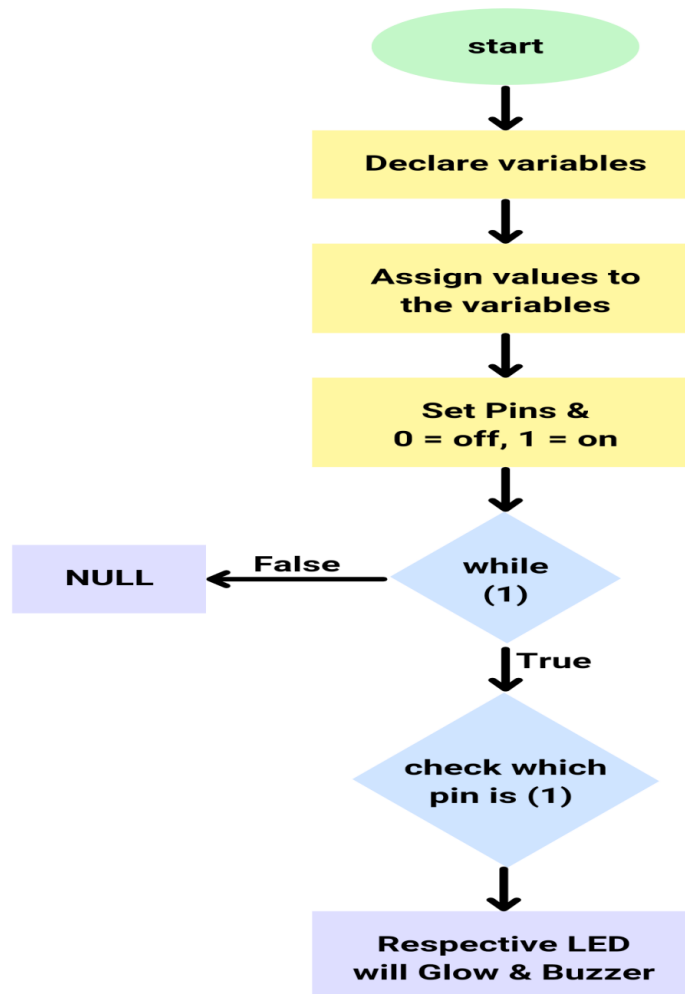 start
Declare variables
Assign values to
the variables
Set Pins &
0 = off, 1 = on
while
(1)
False
NULL
True
check which
pin is (1)
Respective LED
will Glow & Buzzer